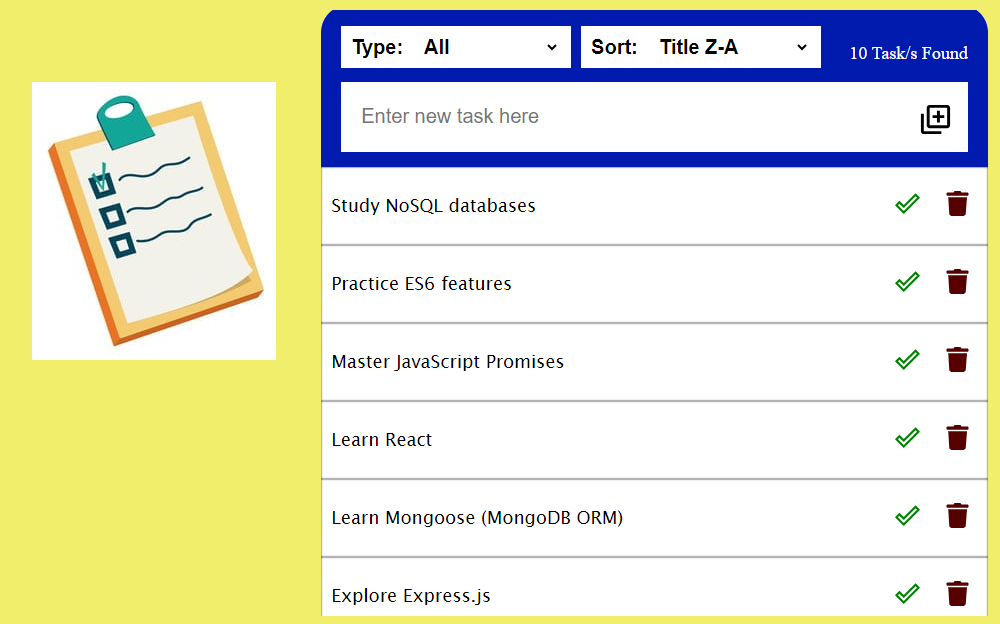 Type: All
Sort: Title Z-A
10 Task/s Found
Enter new task here
Study NoSQL databases
Practice ES6 features
Master JavaScript Promises
Learn React
Learn Mongoose (MongoDB ORM)
Explore Express.js